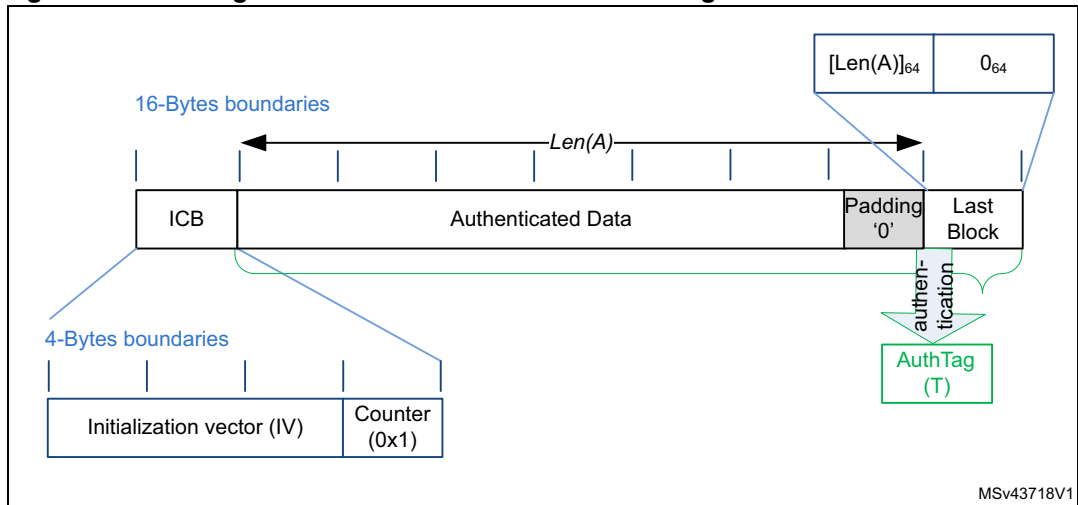 [Len(A)]64
064
16-Bytes boundaries
Len(A)
ICB
Authenticated Data
Padding
‘0’
Last
Block
authen-
tication
4-Bytes boundaries
AuthTag
(T)
Initialization vector (IV)
Counter
(0x1)
MSv43718V1